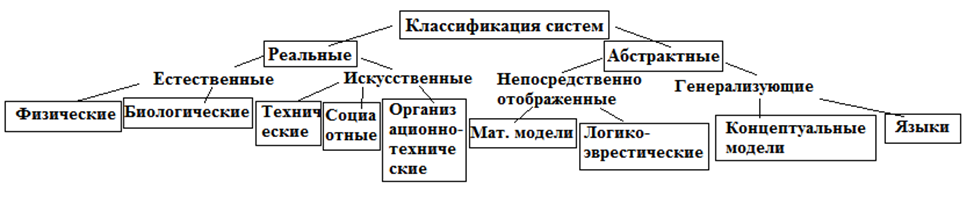 Классификация систем
Реальные
Абстрактные
Естественные
Искусственные
Непосредственно
отображенные
Генерализующие
Физические
Биологические
Технич
еские
Социа
отные
Организ
ационно-
техниче
ские
Мат. модели
Логико-
эврестические
Концептуальные
модели
Языки